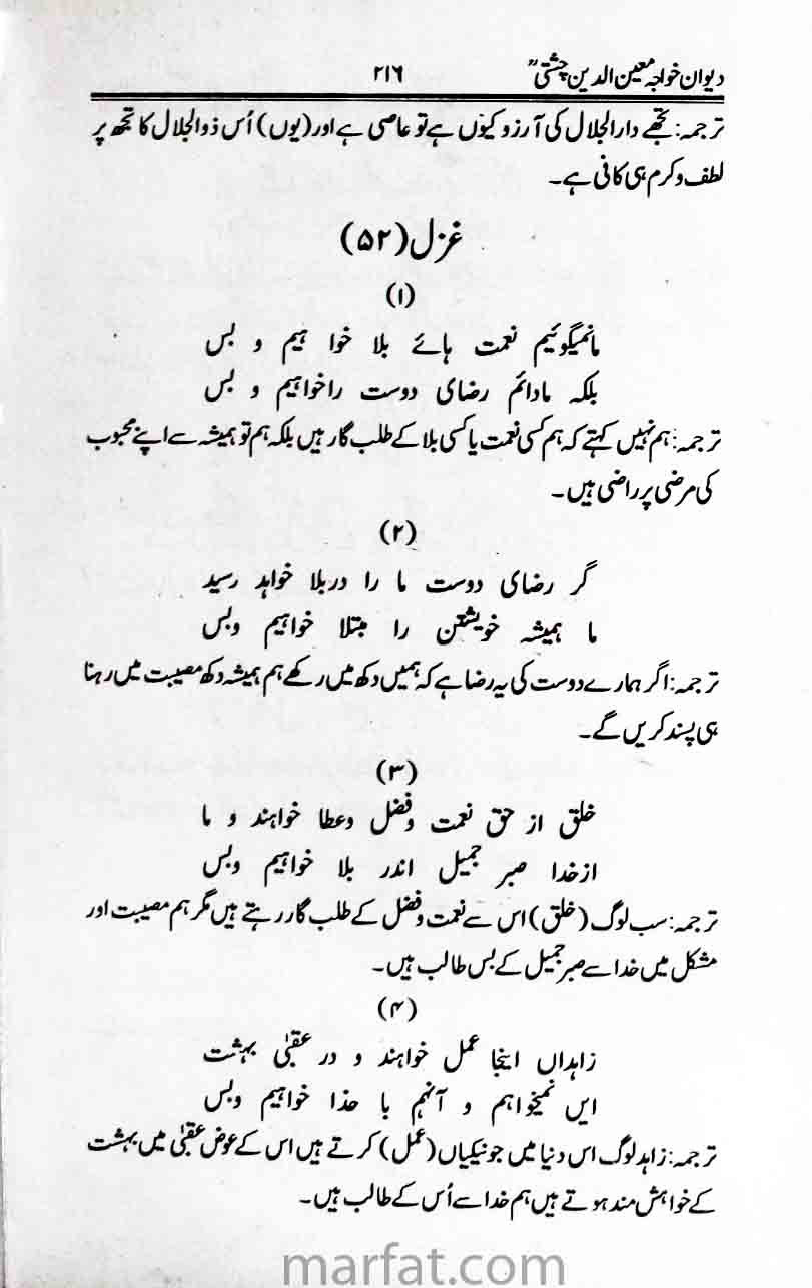 دیوان خواجہ معین الدین چشتیؒ ۲۱۶
ترجمہ: تجھے دارالجلال کی آرزو کیوں ہے تو عاصی ہے اور (یوں) اُس ذوالجلال کا تجھ پر
لطف و کرم ہی کافی ہے۔
غزل (۵۲)
(۱)
مانمیگوئیم نعمت ہائے بلا خوا ہیم و بس
بلکہ مادائم رضای دوست راخواہیم و بس
ترجمہ: ہم نہیں کہتے کہ ہم کسی نعمت یا کسی بلا کے طلب گار ہیں بلکہ ہم تو ہمیشہ سے اپنے محبوب
کی مرضی پر راضی ہیں۔
(۲)
گر رضای دوست ما را دربلا خواہد رسید
ما ہمیشہ خویشتن را مبتلا خواہیم وبس
ترجمہ: اگر ہمارے دوست کی یہ رضا ہے کہ ہمیں دکھ میں رکھے ہم ہمیشہ دکھ مصیبت میں رہنا
ہی پسند کریں گے۔
(۳)
خلق از حق نعمت وفضل وعطا خواہند و ما
ازخدا صبر جمیل اندر بلا خواہیم وبس
ترجمہ: سب لوگ (خلق) اس سے نعمت وفضل کے طلب گار رہتے ہیں مگر ہم مصیبت اور
مشکل میں خدا سے صبر جمیل کے بس طالب ہیں۔
(۴)
زاہداں اینجا عمل خواہند و در عقبٰی بہشت
ایں نمیخواہم و آنہم با حذا خواہیم وبس
ترجمہ: زاہد لوگ اس دنیا میں جو نیکیاں (عمل) کرتے ہیں اس کے عوض عقبٰی میں بہشت
کے خواہش مند ہوتے ہیں ہم خدا سے اُس کے طالب ہیں۔
marfat.com